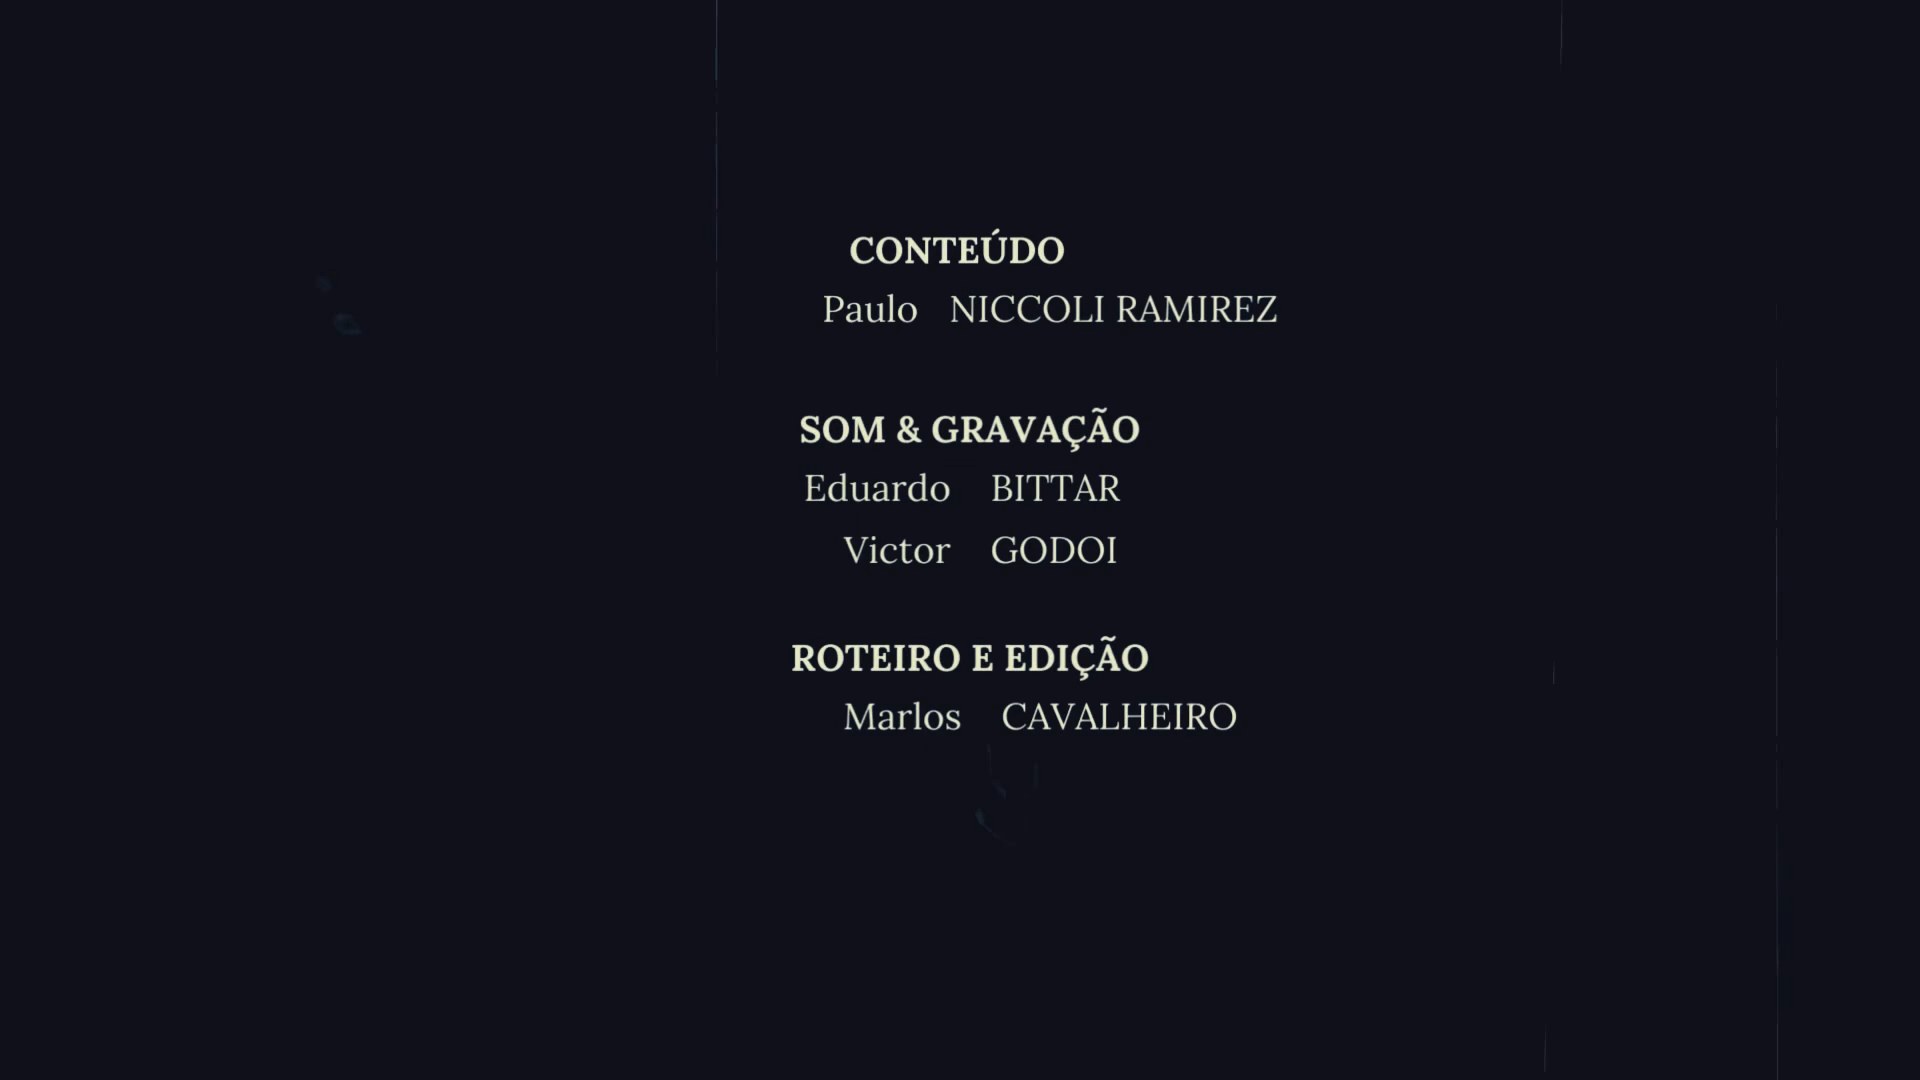 CONTEÚDO
Paulo NICCOLI RAMIREZ
SOM & GRAVAÇÃO
Eduardo BITTAR
Victor GODOI
ROTEIRO E EDIÇÃO
Marlos CAVALHEIRO